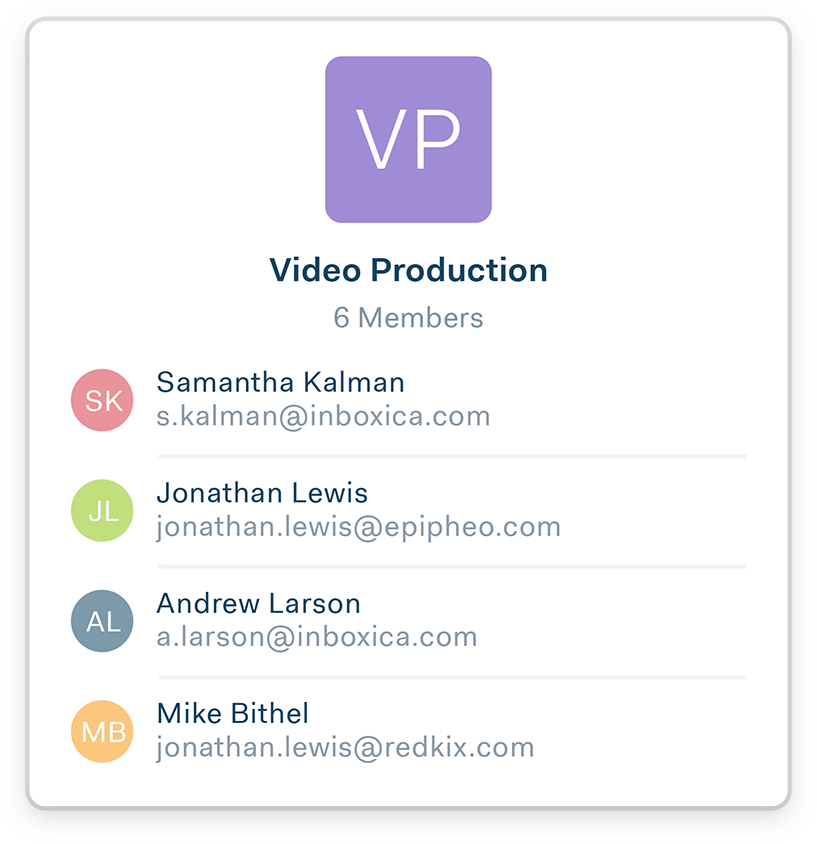 VP
Video Production
6 Members
SK
Samantha Kalman
s.kalman@inboxica.com
JL
Jonathan Lewis
jonathan.lewis@epipheo.com
AL
Andrew Larson
a.larson@inboxica.com
MB
Mike Bithel
jonathan.lewis@redkix.com